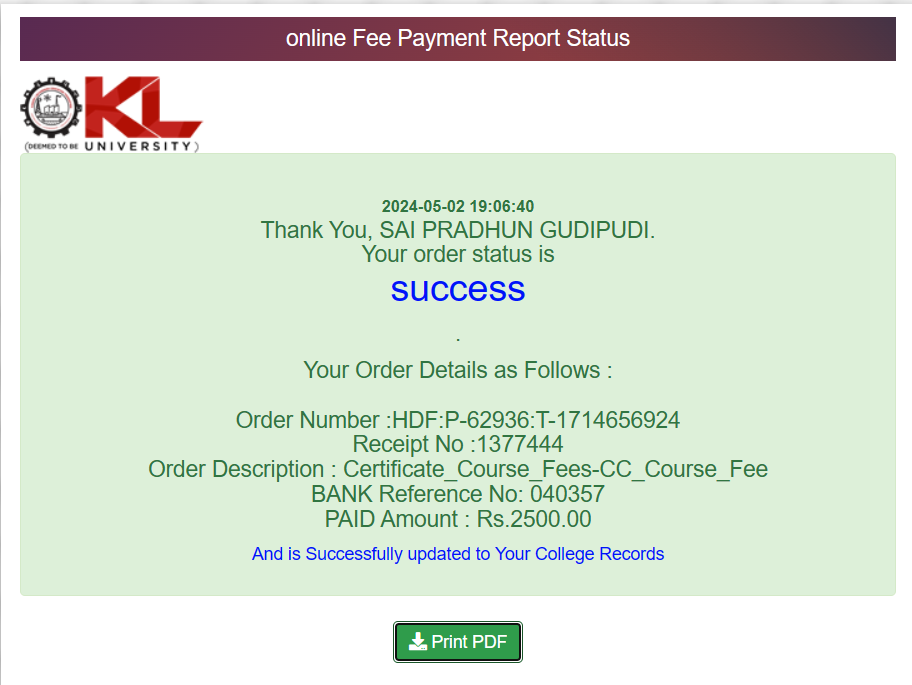 online Fee Payment Report Status
KL
(DEEMED TO BE UNIVERSITY)
2024-05-02 19:06:40
Thank You, SAI PRADHUN GUDIPUDI.
Your order status is
success
.
Your Order Details as Follows :
Order Number :HDF:P-62936:T-1714656924
Receipt No :1377444
Order Description : Certificate_Course_Fees-CC_Course_Fee
BANK Reference No: 040357
PAID Amount : Rs.2500.00
And is Successfully updated to Your College Records
Print PDF